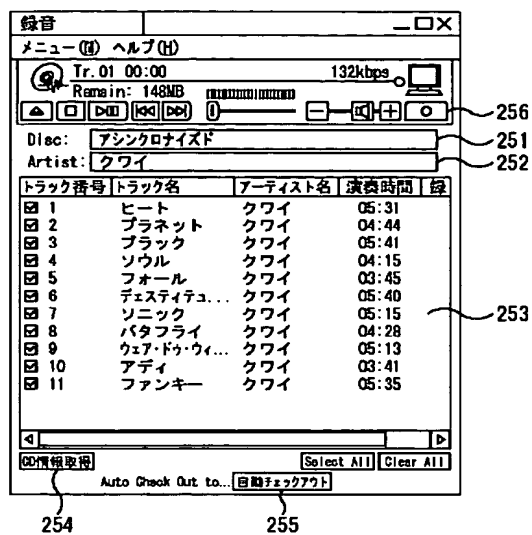 録音
メニュー(M) ヘルプ(H)
Tr.01 00:00 132kbps
Remain: 148MB
256
Disc: アシンクロナイズド 251
Artist: クワイ 252
トラック番号 トラック名 アーティスト名 演奏時間 録
1 ヒート クワイ 05:31
2 プラネット クワイ 04:44
3 ブラック クワイ 05:41
4 ソウル クワイ 04:15
5 フォール クワイ 03:45
6 デェスティテュ... クワイ 05:40
7 ソニック クワイ 05:15
8 バタフライ クワイ 04:28
9 ウェア・ドゥ・ウィ... クワイ 05:13
10 アディ クワイ 03:41
11 ファンキー クワイ 05:35
253
CD情報取得 Select All Clear All
Auto Check Out to... 自動チェックアウト
254 255